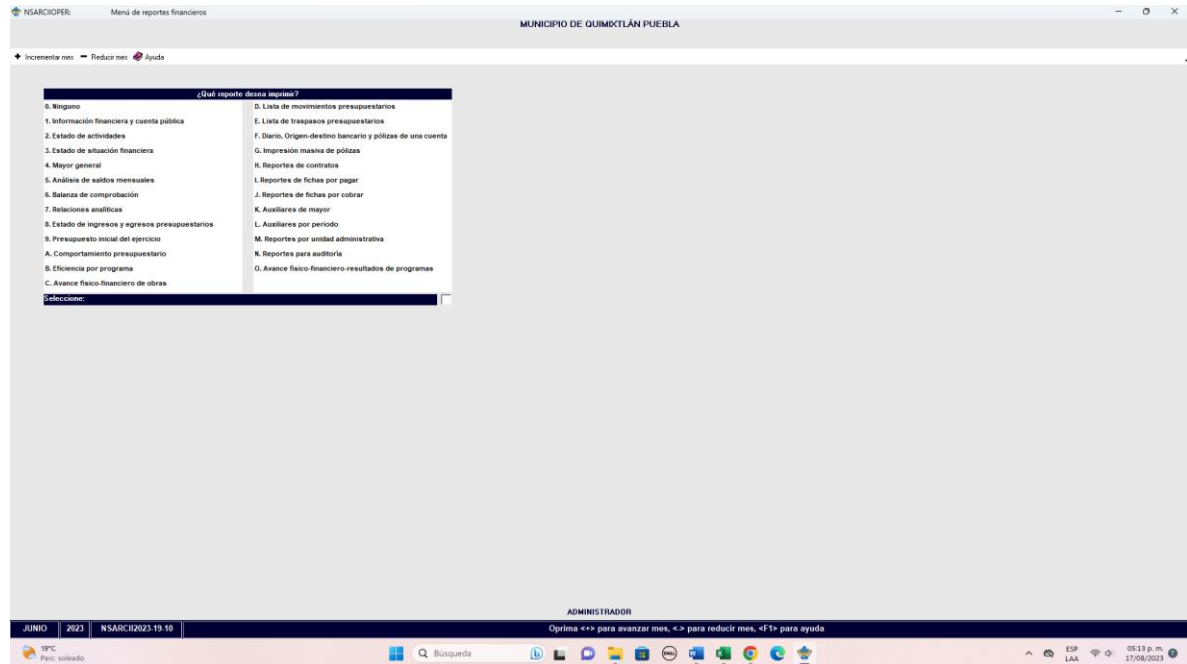 NSARCIIOPER: Menú de reportes financieros
MUNICIPIO DE QUIMIXTLÁN PUEBLA
Incrementar mes Reducir mes Ayuda
¿Qué reporte desea imprimir?
0. Ninguno
1. Información financiera y cuenta pública
2. Estado de actividades
3. Estado de situación financiera
4. Mayor general
5. Análisis de saldos mensuales
6. Balanza de comprobación
7. Relaciones analíticas
8. Estado de ingresos y egresos presupuestarios
9. Presupuesto inicial del ejercicio
A. Comportamiento presupuestario
B. Eficiencia por programa
C. Avance físico-financiero de obras
D. Lista de movimientos presupuestarios
E. Lista de traspasos presupuestarios
F. Diario, Origen-destino bancario y pólizas de una cuenta
G. Impresión masiva de pólizas
H. Reportes de contratos
I. Reportes de fichas por pagar
J. Reportes de fichas por cobrar
K. Auxiliares de mayor
L. Auxiliares por periodo
M. Reportes por unidad administrativa
N. Reportes para auditoría
O. Avance físico-financiero-resultados de programas
Seleccione:
ADMINISTRADOR
JUNIO 2023 NSARCII2023-19.10 Oprima <+> para avanzar mes, <-> para reducir mes, <F1> para ayuda
19°C
Parc. soleado
Búsqueda
ESP
LAA
05:13 p. m.
17/08/2023